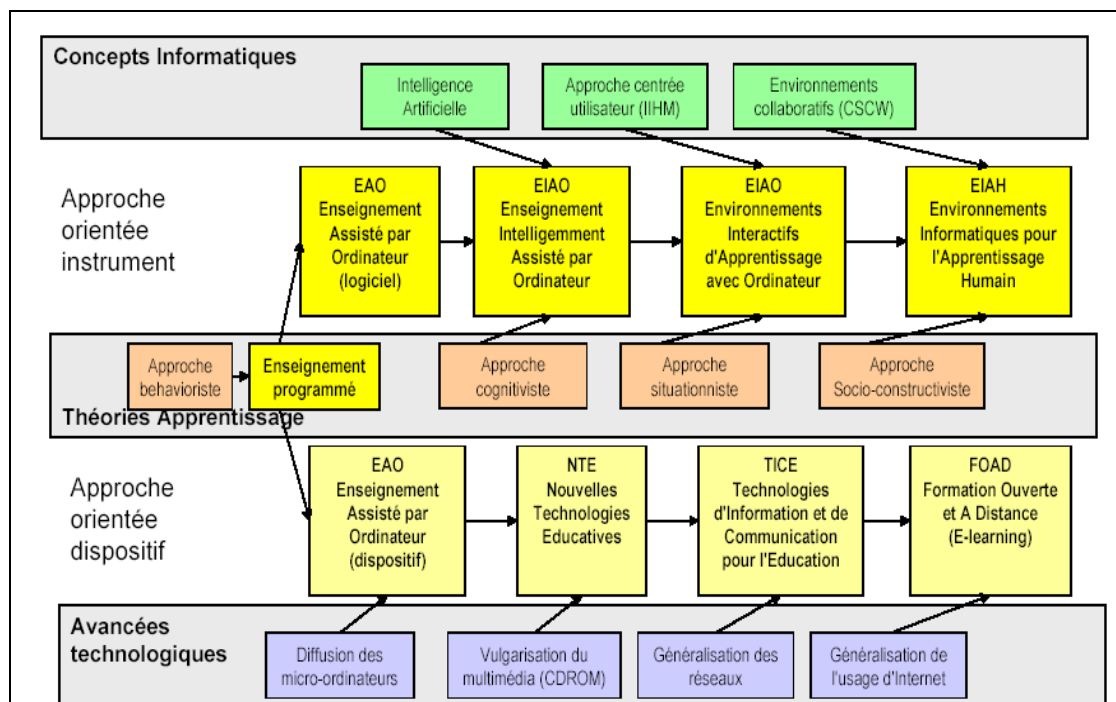 Concepts Informatiques
Intelligence
Artificielle
Approche centrée
utilisateur (IIHM)
Environnements
collaboratifs (CSCW)
Approche
orientée
instrument
EAO
Enseignement
Assisté par
Ordinateur
(logiciel)
EIAO
Enseignement
Intelligemment
Assisté par
Ordinateur
EIAO
Environnements
Interactifs
d'Apprentissage
avec Ordinateur
EIAH
Environnements
Informatiques pour
l'Apprentissage
Humain
Approche
behavioriste
Enseignement
programmé
Approche
cognitiviste
Approche
situationniste
Approche
Socio-constructiviste
Théories Apprentissage
Approche
orientée
dispositif
EAO
Enseignement
Assisté par
Ordinateur
(dispositif)
NTE
Nouvelles
Technologies
Educatives
TICE
Technologies
d'Information et de
Communication
pour l'Education
FOAD
Formation Ouverte
et A Distance
(E-learning)
Avancées
technologiques
Diffusion des
micro-ordinateurs
Vulgarisation du
multimédia (CDROM)
Généralisation des
réseaux
Généralisation de
l'usage d'Internet